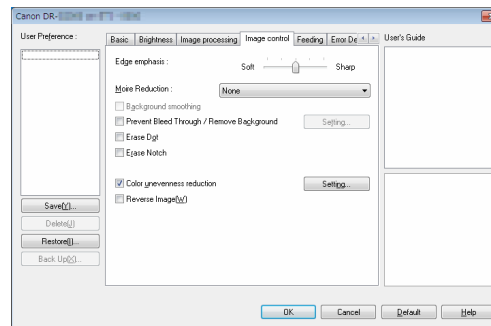 Canon DR-
User Preference :
Basic Brightness Image processing Image control Feeding Error De
User's Guide
Edge emphasis : Soft Sharp
Moire Reduction : None
Background smoothing
Prevent Bleed Through / Remove Background Setting...
Erase Dot
Erase Notch
Color unevenness reduction Setting...
Reverse Image(W)
Save(Y)...
Delete(J)
Restore(I)...
Back Up(X)...
OK Cancel Default Help